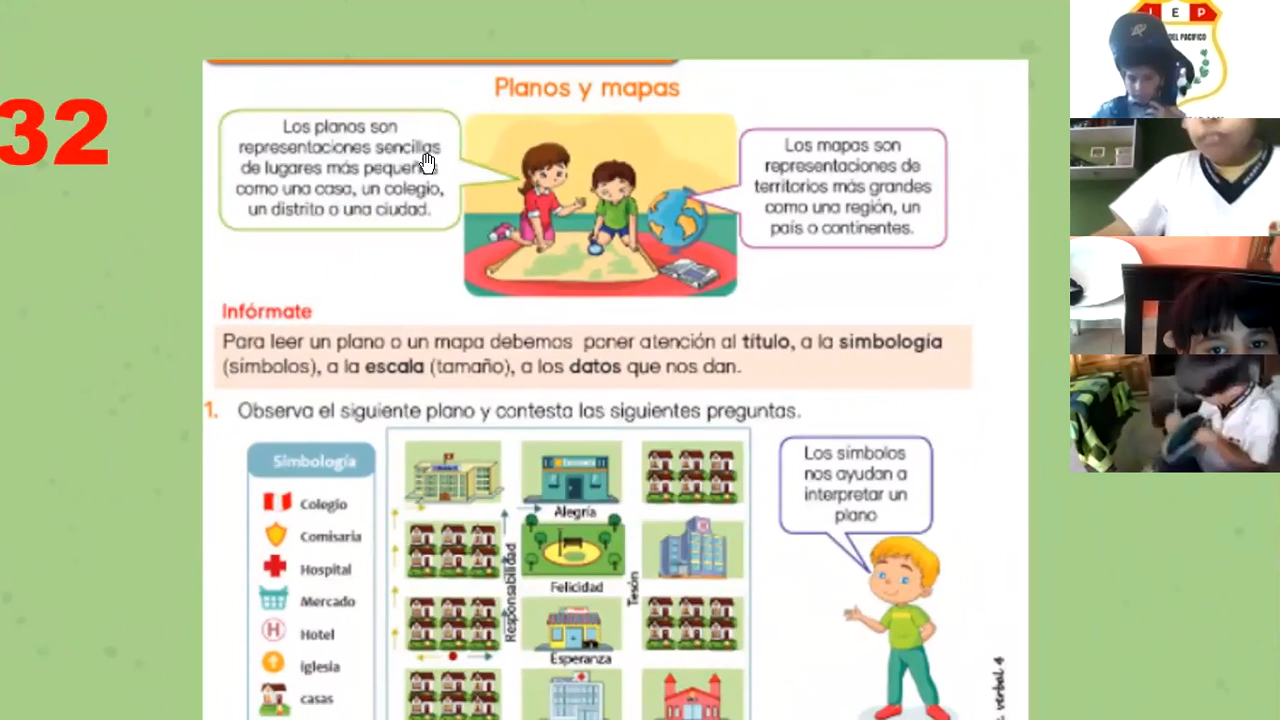 32
Planos y mapas
Los planos son
representaciones sencillas
de lugares más
como una casa, un colegio,
un distrito o una ciudad.
Los mapas son
representaciones de
territorios más grandes
como una región, un
país o continentes.
Infórmate
Para leer un plano o un mapa debemos poner atención al título, a la simbología
(símbolos), a la escala (tamaño), a los datos que nos dan.
1. Observa el siguiente plano y contesta las siguientes preguntas.
Simbología
Colegio
Comisaria
Hospital
Mercado
H Hotel
iglesia
casas
Alegría
Felicidad
Esperanza
Responsabilidad
Tesón
Los símbolos
nos ayudan a
interpretar un
plano
verbal 4
I E P
DEL PACIFICO